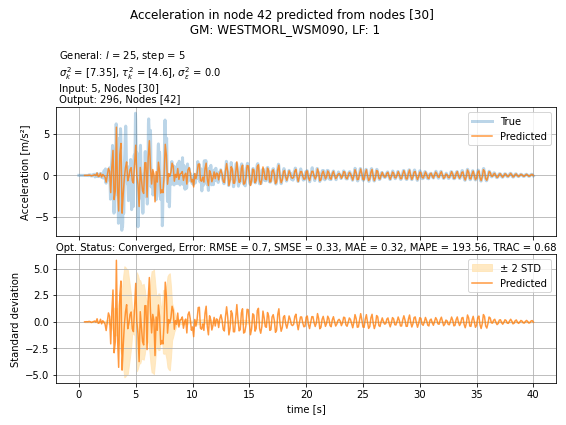 Acceleration in node 42 predicted from nodes [30]
GM: WESTMORL_WSM090, LF: 1
General: l = 25, step = 5
σ²ₖ = [7.35], τ²ₖ = [4.6], σ²ε = 0.0
Input: 5, Nodes [30]
Output: 296, Nodes [42]
Acceleration [m/s²]
5
0
−5
True
Predicted
Opt. Status: Converged, Error: RMSE = 0.7, SMSE = 0.33, MAE = 0.32, MAPE = 193.56, TRAC = 0.68
Standard deviation
5.0
2.5
0.0
−2.5
−5.0
± 2 STD
Predicted
0 5 10 15 20 25 30 35 40
time [s]